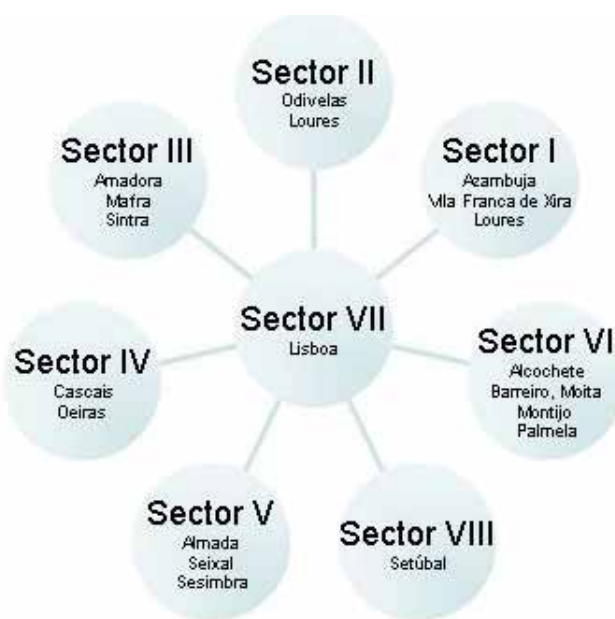 Sector II
Odivelas
Loures
Sector III
Amadora
Mafra
Sintra
Sector I
Azambuja
Vila Franca de Xira
Loures
Sector VII
Lisboa
Sector IV
Cascais
Oeiras
Sector VI
Alcochete
Barreiro, Moita
Montijo
Palmela
Sector V
Almada
Seixal
Sesimbra
Sector VIII
Setúbal